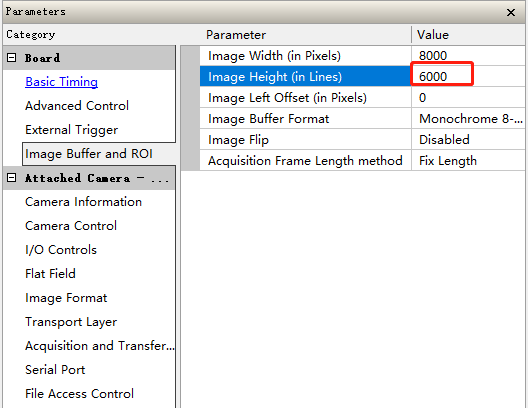 Parameters
Category
Parameter Value
Board
Basic Timing
Advanced Control
External Trigger
Image Buffer and ROI
Attached Camera - ...
Camera Information
Camera Control
I/O Controls
Flat Field
Image Format
Transport Layer
Acquisition and Transfer...
Serial Port
File Access Control
Image Width (in Pixels) 8000
Image Height (in Lines) 6000
Image Left Offset (in Pixels) 0
Image Buffer Format Monochrome 8-...
Image Flip Disabled
Acquisition Frame Length method Fix Length